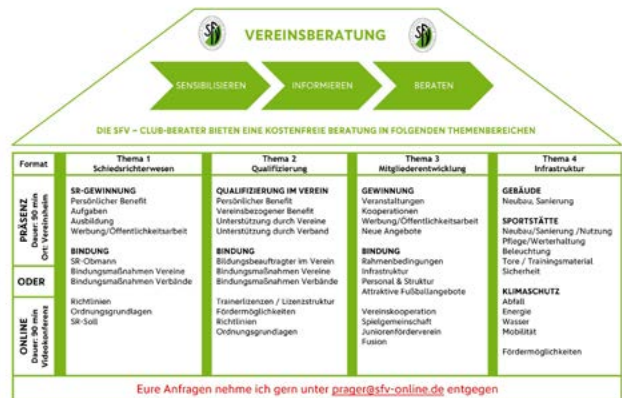 SFV
VEREINSBERATUNG
SFV
SENSIBILISIEREN
INFORMIEREN
BERATEN
DIE SFV – CLUB-BERATER BIETEN EINE KOSTENFREIE BERATUNG IN FOLGENDEN THEMENBEREICHEN
Format
PRÄSENZ
Dauer: 90 min
Ort: Vereinsheim
ODER
ONLINE
Dauer: 90 min
Videokonferenz
Thema 1
Schiedsrichterwesen
SR-GEWINNUNG
Persönlicher Benefit
Aufgaben
Ausbildung
Werbung/Öffentlichkeitsarbeit
BINDUNG
SR-Obmann
Bindungsmaßnahmen Vereine
Bindungsmaßnahmen Verbände
Richtlinien
Ordnungsgrundlagen
SR-Soll
Thema 2
Qualifizierung
QUALIFIZIERUNG IM VEREIN
Persönlicher Benefit
Vereinsbezogener Benefit
Unterstützung durch Vereine
Unterstützung durch Verband
BINDUNG
Bildungsbeauftragter im Verein
Bindungsmaßnahmen Vereine
Bindungsmaßnahmen Verbände
Trainerlizenzen / Lizenzstruktur
Fördermöglichkeiten
Richtlinien
Ordnungsgrundlagen
Thema 3
Mitgliederentwicklung
GEWINNUNG
Veranstaltungen
Kooperationen
Werbung/Öffentlichkeitsarbeit
Neue Angebote
BINDUNG
Rahmenbedingungen
Infrastruktur
Personal & Struktur
Attraktive Fußballangebote
Vereinskooperation
Spielgemeinschaft
Juniorenförderverein
Fusion
Thema 4
Infrastruktur
GEBÄUDE
Neubau, Sanierung
SPORTSTÄTTE
Neubau/Sanierung /Nutzung
Pflege/Werterhaltung
Beleuchtung
Tore / Trainingsmaterial
Sicherheit
KLIMASCHUTZ
Abfall
Energie
Wasser
Mobilität
Fördermöglichkeiten
Eure Anfragen nehme ich gern unter prager@sfv-online.de entgegen